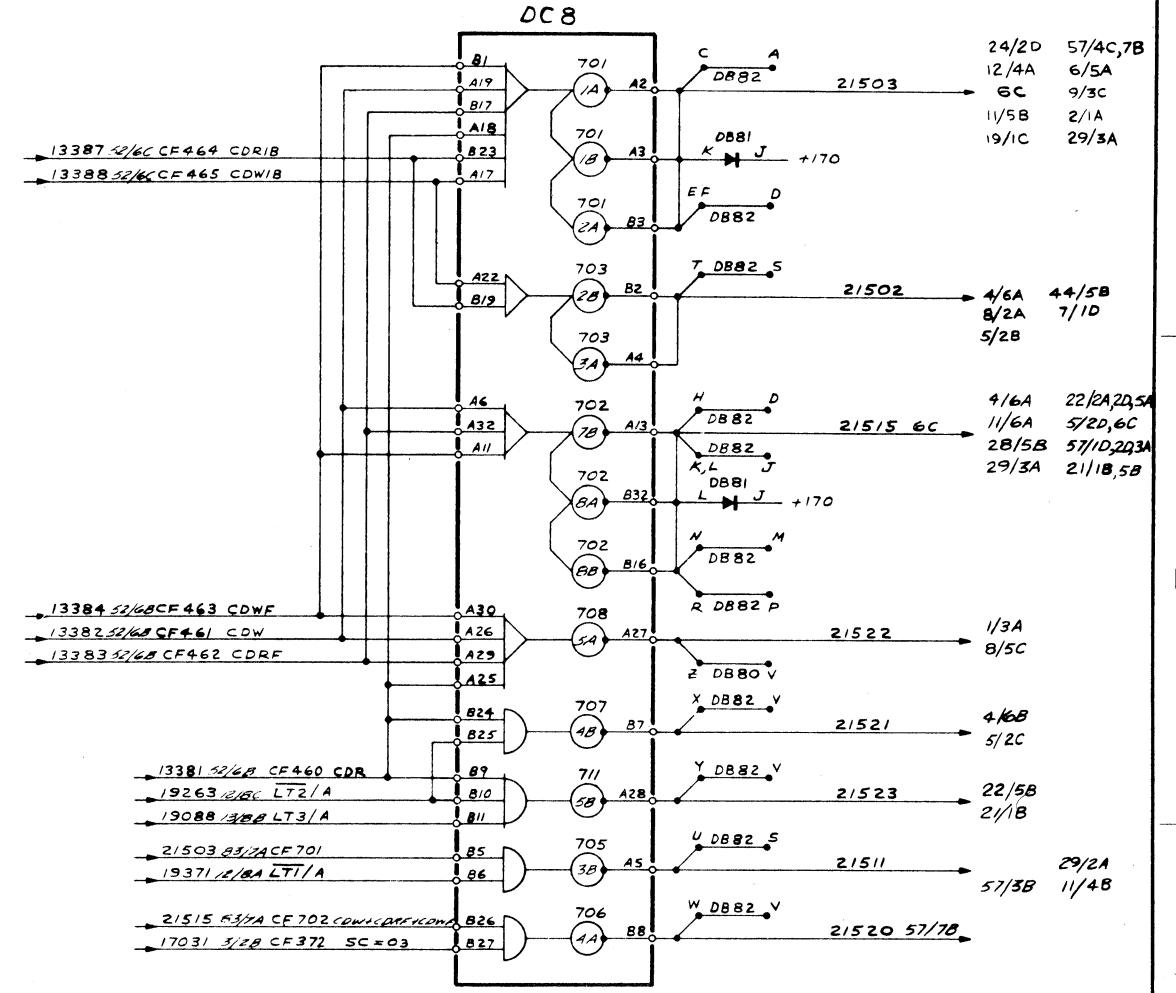 DC8
B1 701 C A 24/2D 57/4C,7B
A19 1A A2 DB82 21503 12/4A 6/5A
B17 6C 9/3C
A18 701 11/5B 2/1A
13387 52/6C CF464 CDRIB B23 1B A3 K DB81 J +170 19/1C 29/3A
13388 52/6C CF465 CDWIB A17
701 EF D
2A B3 DB82
A22 703 T DB82 S
B19 2B B2 21502 4/6A 44/5B
8/2A 7/1D
703 5/2B
3A A4
A6 702 H D 4/6A 22/2A,2D,5A
A32 7B A13 DB82 21515 6C 11/6A 5/2D,6C
A11 DB82 28/5B 57/1D,2D,3A
K,L J 29/3A 21/1B,5B
702 DB81
8A B32 L J +170
702 N M
8B B16 DB82
R DB82 P
13384 52/6B CF463 CDWF A30 708 1/3A
13382 52/6B CF461 CDW A26 5A A27 21522 8/5C
13383 52/6B CF462 CDRF A29 Z DB80 V
A25
B24 707 X DB82 V 4/6B
B25 4B B7 21521 5/2C
13381 52/6B CF460 CDR B9 711 Y DB82 V
19263 12/8C LT2/A B10 5B A28 21523 22/5B
19088 13/8B LT3/A B11 21/1B
21503 53/7A CF701 B5 705 U DB82 S
19371 12/8A LT1/A B6 3B A5 21511 29/2A
57/3B 11/4B
21515 53/7A CF702 CDW+CDRF+CDWF B26 706 W DB82 V
17031 3/2B CF372 SC=03 B27 4A B8 21520 57/7B